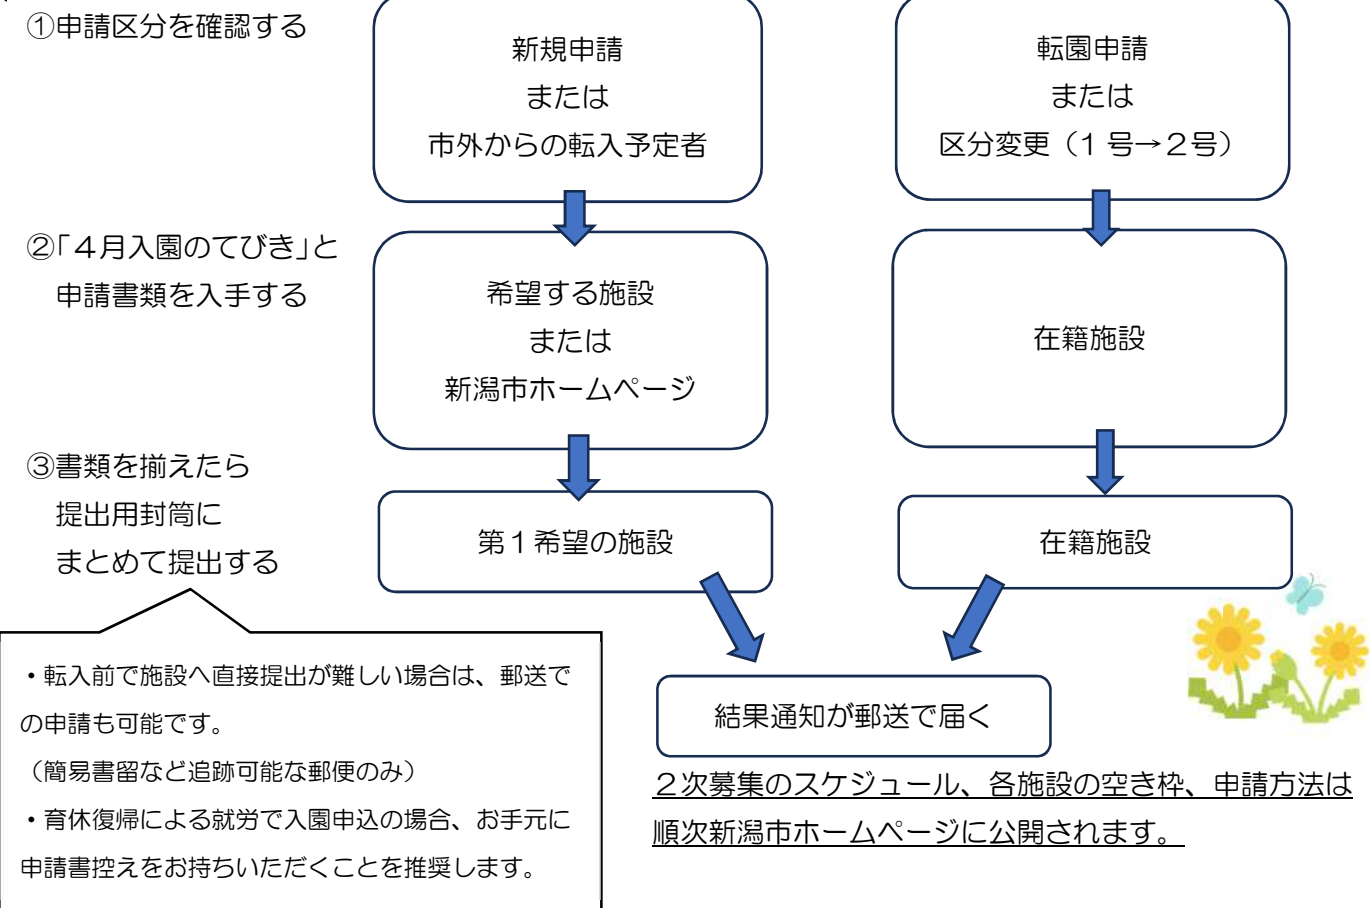 ①申請区分を確認する
新規申請
または
市外からの転入予定者
転園申請
または
区分変更（1 号→２号）
②「４月入園のてびき」と
申請書類を入手する
希望する施設
または
新潟市ホームページ
在籍施設
③書類を揃えたら
提出用封筒に
まとめて提出する
第１希望の施設
在籍施設
・転入前で施設へ直接提出が難しい場合は、郵送で
の申請も可能です。
（簡易書留など追跡可能な郵便のみ）
・育休復帰による就労で入園申込の場合、お手元に
申請書控えをお持ちいただくことを推奨します。
結果通知が郵送で届く
２次募集のスケジュール、各施設の空き枠、申請方法は
順次新潟市ホームページに公開されます。